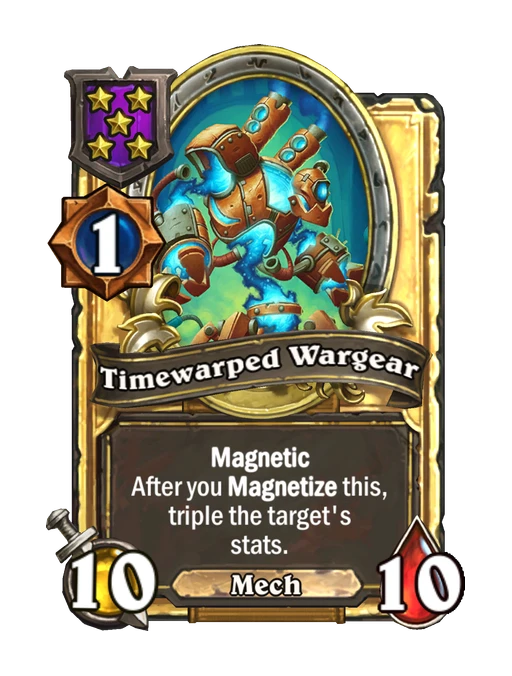 1
Timewarped Wargear
Magnetic
After you Magnetize this,
triple the target's
stats.
10
Mech
10